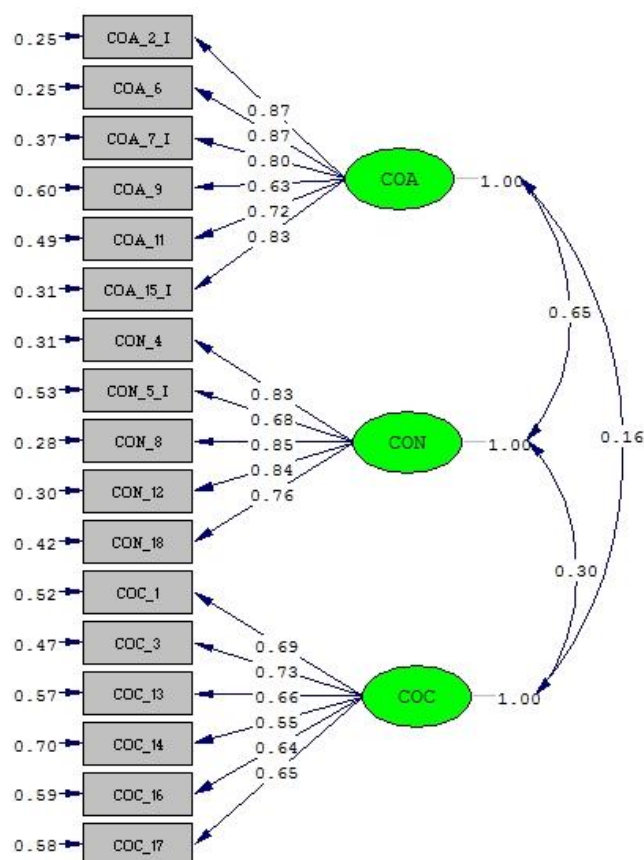 0.25 COA_2_I
0.25 COA_6
0.37 COA_7_I
0.60 COA_9
0.49 COA_11
0.31 COA_15_I
0.31 CON_4
0.53 CON_5_I
0.28 CON_8
0.30 CON_12
0.42 CON_18
0.52 COC_1
0.47 COC_3
0.57 COC_13
0.70 COC_14
0.59 COC_16
0.58 COC_17
0.87
0.87
0.80
0.63
0.72
0.83
0.83
0.68
0.85
0.84
0.76
0.69
0.73
0.66
0.55
0.64
0.65
COA 1.00
CON 1.00
COC 1.00
0.65
0.16
0.30